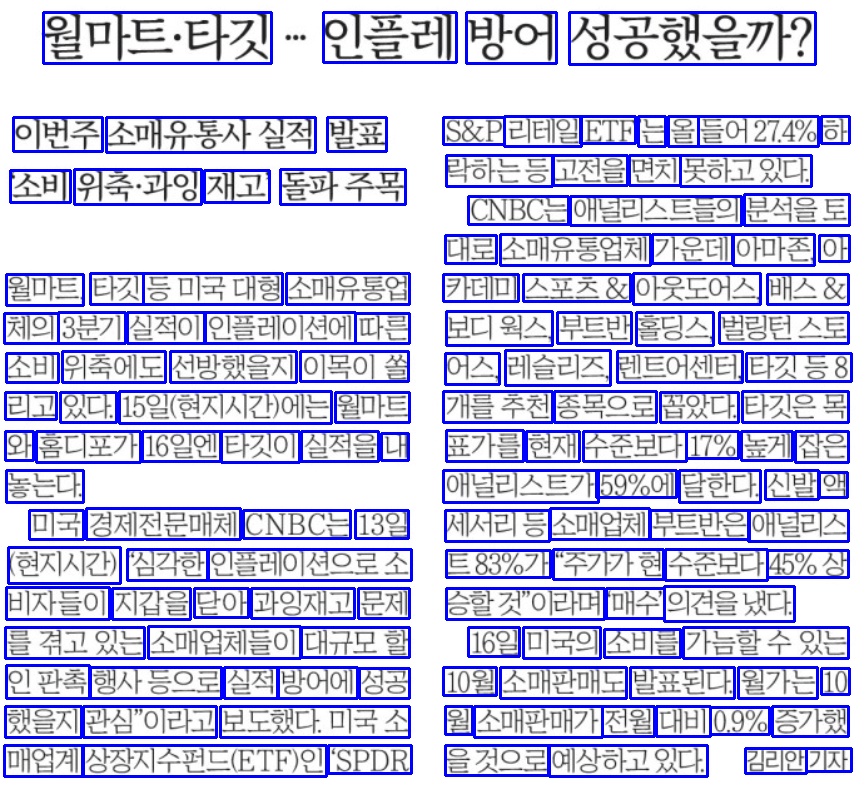 월마트·타깃 … 인플레 방어 성공했을까?
이번주 소매유통사 실적 발표
'소비 위축·과잉 재고' 돌파 주목
월마트, 타깃 등 미국 대형 소매유통업
체의 3분기 실적이 인플레이션에 따른
소비 위축에도 선방했을지 이목이 쏠
리고 있다. 15일(현지시간)에는 월마트
와 홈디포가 16일엔 타깃이 실적을 내
놓는다.
미국 경제전문매체 CNBC는 13일
(현지시간) "심각한 인플레이션으로 소
비자들이 지갑을 닫아 과잉재고 문제
를 겪고 있는 소매업체들이 대규모 할
인 판촉 행사 등으로 실적 방어에 성공
했을지 관심"이라고 보도했다. 미국 소
매업계 상장지수펀드(ETF)인 'SPDR
S&P 리테일 ETF'는 올 들어 27.4% 하
락하는 등 고전을 면치 못하고 있다.
CNBC는 애널리스트들의 분석을 토
대로 소매유통업체 가운데 아마존, 아
카데미 스포츠 & 아웃도어스, 배스 &
보디 웍스, 부트반 홀딩스, 벌링턴 스토
어스, 레슬리즈, 렌트어센터, 타깃 등 8
개를 추천 종목으로 꼽았다. 타깃은 목
표가를 현재 수준보다 17% 높게 잡은
애널리스트가 59%에 달한다. 신발 액
세서리 등 소매업체 부트반은 애널리스
트 83%가 "주가가 현 수준보다 45% 상
승할 것"이라며 '매수' 의견을 냈다.
16일 미국의 소비를 가늠할 수 있는
10월 소매판매도 발표된다. 월가는 10
월 소매판매가 전월 대비 0.9% 증가했
을 것으로 예상하고 있다. 김리안 기자